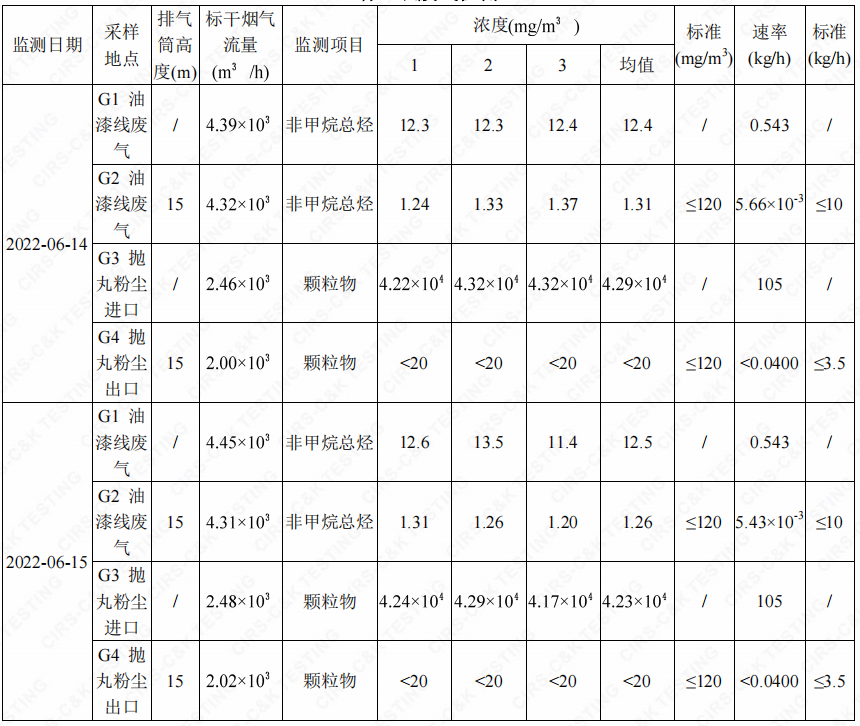 监测日期 采样地点 排气筒高度(m) 标干烟气流量(m³ /h) 监测项目 浓度(mg/m³ ) 标准(mg/m³) 速率(kg/h) 标准(kg/h)
1 2 3 均值
2022-06-14
G1 油漆线废气 / 4.39×10³ 非甲烷总烃 12.3 12.3 12.4 12.4 / 0.543 /
G2 油漆线废气 15 4.32×10³ 非甲烷总烃 1.24 1.33 1.37 1.31 ≤120 5.66×10⁻³ ≤10
G3 抛丸粉尘进口 / 2.46×10³ 颗粒物 4.22×10⁴ 4.32×10⁴ 4.32×10⁴ 4.29×10⁴ / 105 /
G4 抛丸粉尘出口 15 2.00×10³ 颗粒物 <20 <20 <20 <20 ≤120 <0.0400 ≤3.5
2022-06-15
G1 油漆线废气 / 4.45×10³ 非甲烷总烃 12.6 13.5 11.4 12.5 / 0.543 /
G2 油漆线废气 15 4.31×10³ 非甲烷总烃 1.31 1.26 1.20 1.26 ≤120 5.43×10⁻³ ≤10
G3 抛丸粉尘进口 / 2.48×10³ 颗粒物 4.24×10⁴ 4.29×10⁴ 4.17×10⁴ 4.23×10⁴ / 105 /
G4 抛丸粉尘出口 15 2.02×10³ 颗粒物 <20 <20 <20 <20 ≤120 <0.0400 ≤3.5
CIRS-C&K TESTING